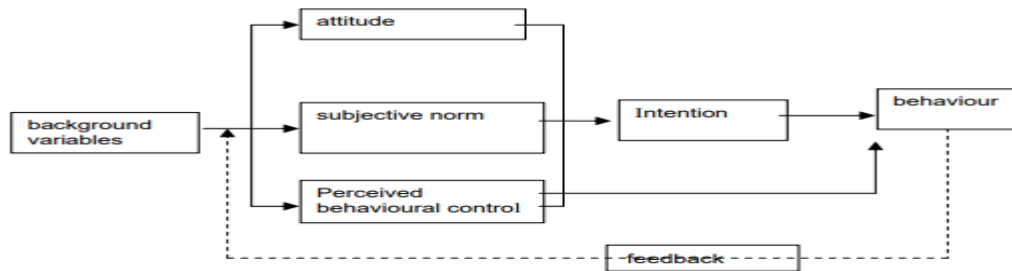 attitude
background
variables
subjective norm
Intention
behaviour
Perceived
behavioural control
feedback